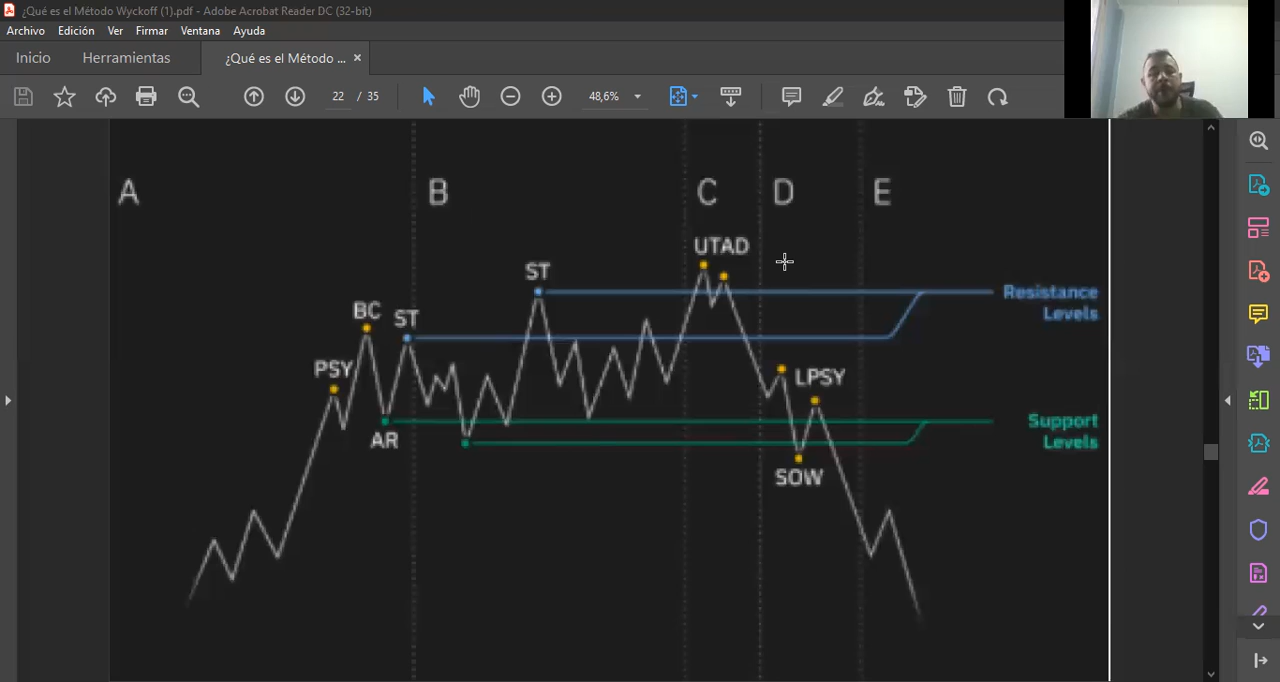 ¿Qué es el Método Wyckoff (1).pdf - Adobe Acrobat Reader DC (32-bit)
Archivo Edición Ver Firmar Ventana Ayuda
Inicio Herramientas ¿Qué es el Método ... ×
22 / 35 48,6%
A B C D E
UTAD
ST
Resistance
Levels
BC
ST
PSY
LPSY
AR
Support
Levels
SOW